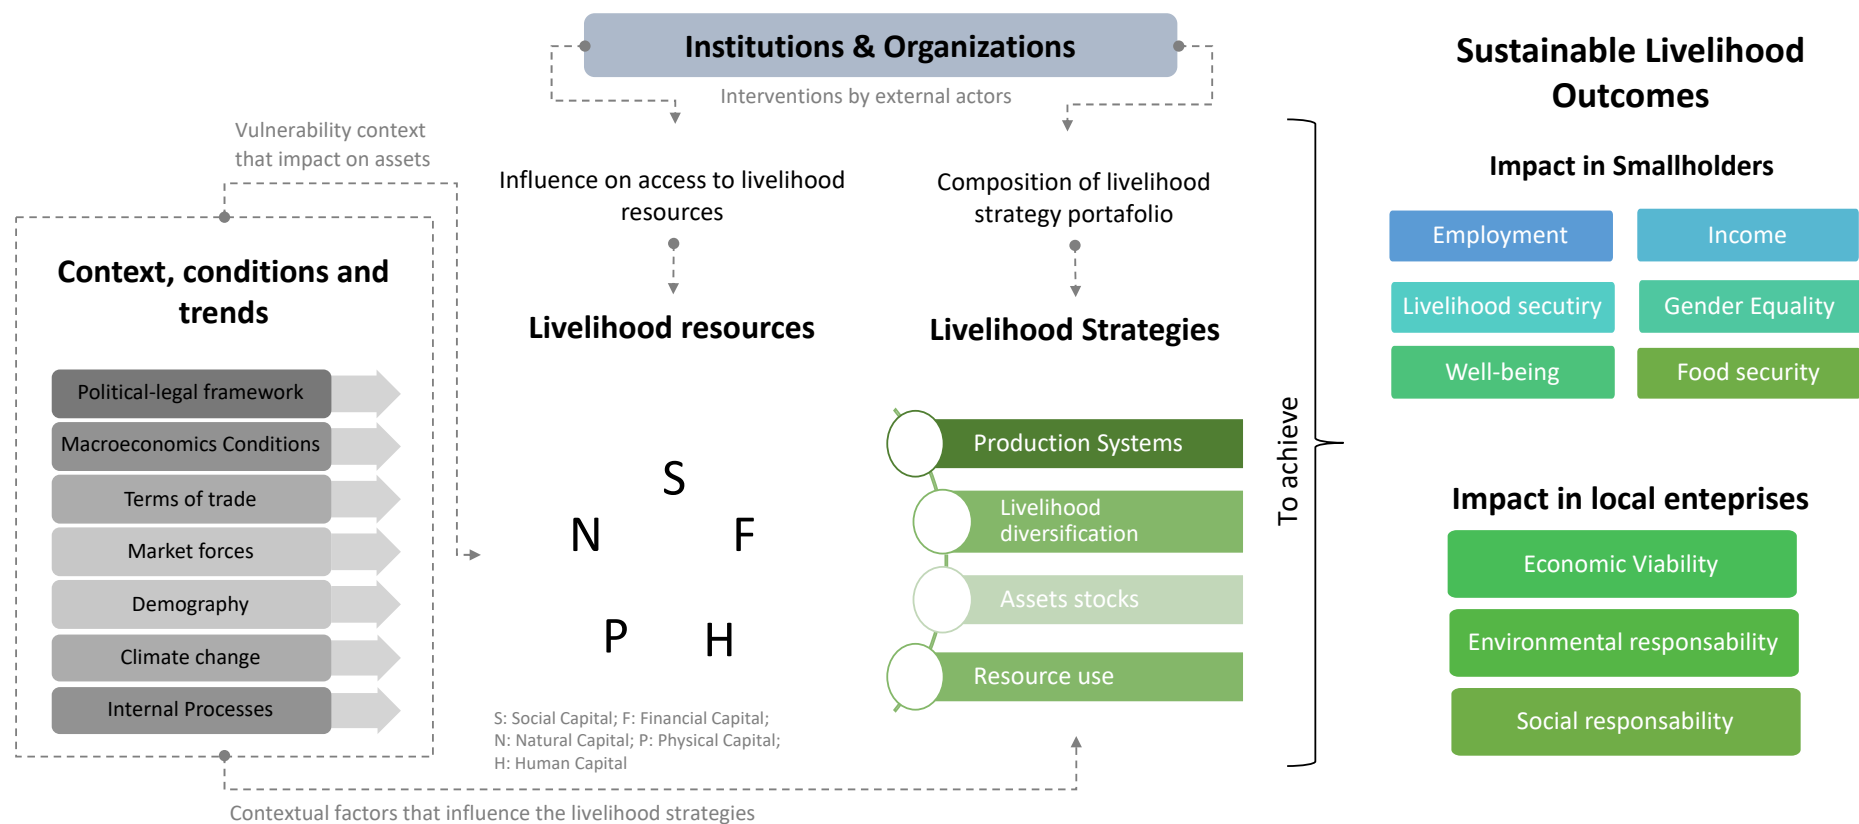 Institutions & Organizations
Interventions by external actors
Vulnerability context
that impact on assets
Influence on access to livelihood
resources
Composition of livelihood
strategy portafolio
Context, conditions and
trends
Political-legal framework
Macroeconomics Conditions
Terms of trade
Market forces
Demography
Climate change
Internal Processes
Livelihood resources
S
N
F
P
H
S: Social Capital; F: Financial Capital;
N: Natural Capital; P: Physical Capital;
H: Human Capital
Livelihood Strategies
Production Systems
Livelihood
diversification
Assets stocks
Resource use
Contextual factors that influence the livelihood strategies
To achieve
Sustainable Livelihood
Outcomes
Impact in Smallholders
Employment
Income
Livelihood secutiry
Gender Equality
Well-being
Food security
Impact in local enteprises
Economic Viability
Environmental responsability
Social responsability